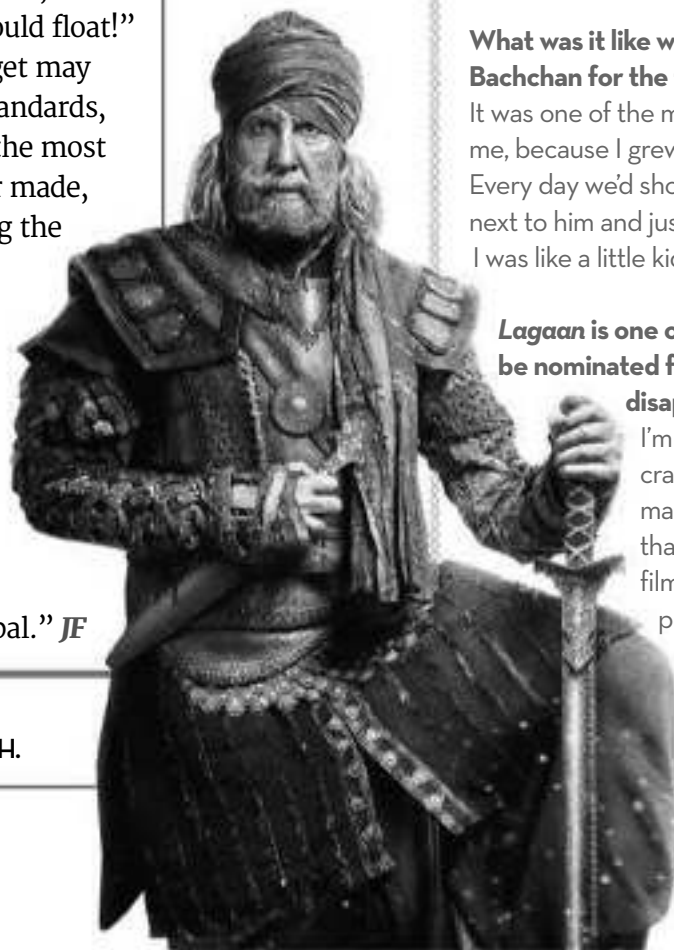 ould float!”
get may
andards,
the most
r made,
g the
bal.” JF
H.
What was it like w
Bachchan for the
It was one of the m
me, because I grew
Every day we’d sho
next to him and jus
I was like a little kid
Lagaan is one o
be nominated f
disap
I’m
cra
ma
tha
film
p